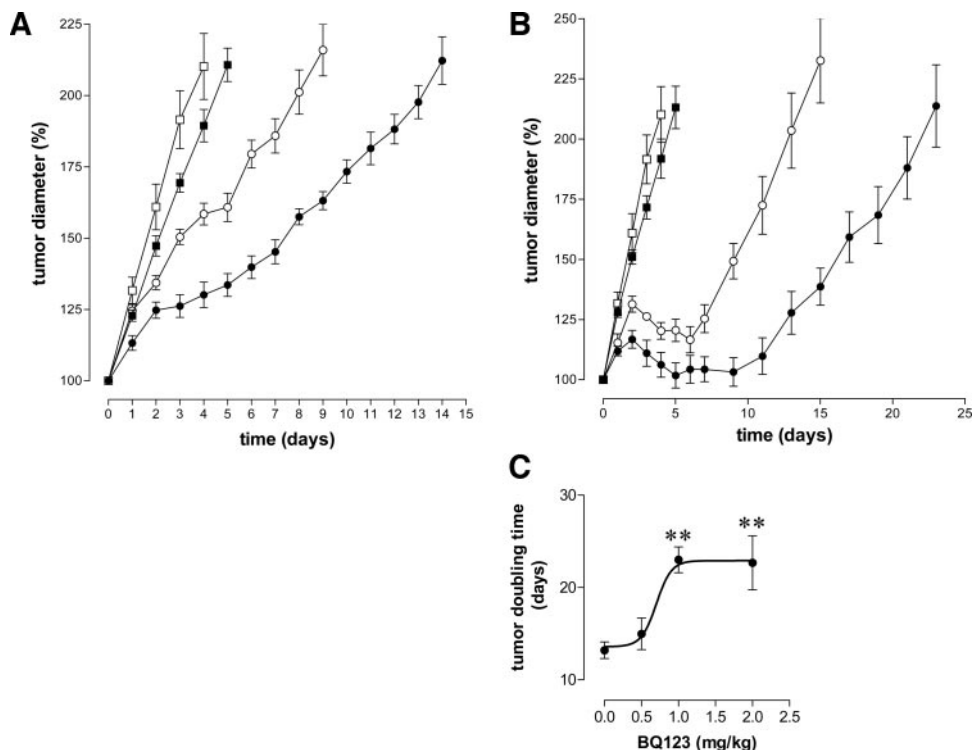 A
225
200
175
150
125
100
tumor diameter (%)
0 1 2 3 4 5 6 7 8 9 10 11 12 13 14 15
time (days)
B
250
225
200
175
150
125
100
tumor diameter (%)
0 5 10 15 20 25
time (days)
C
30
20
10
tumor doubling time
(days)
** **
0.0 0.5 1.0 1.5 2.0 2.5
BQ123 (mg/kg)